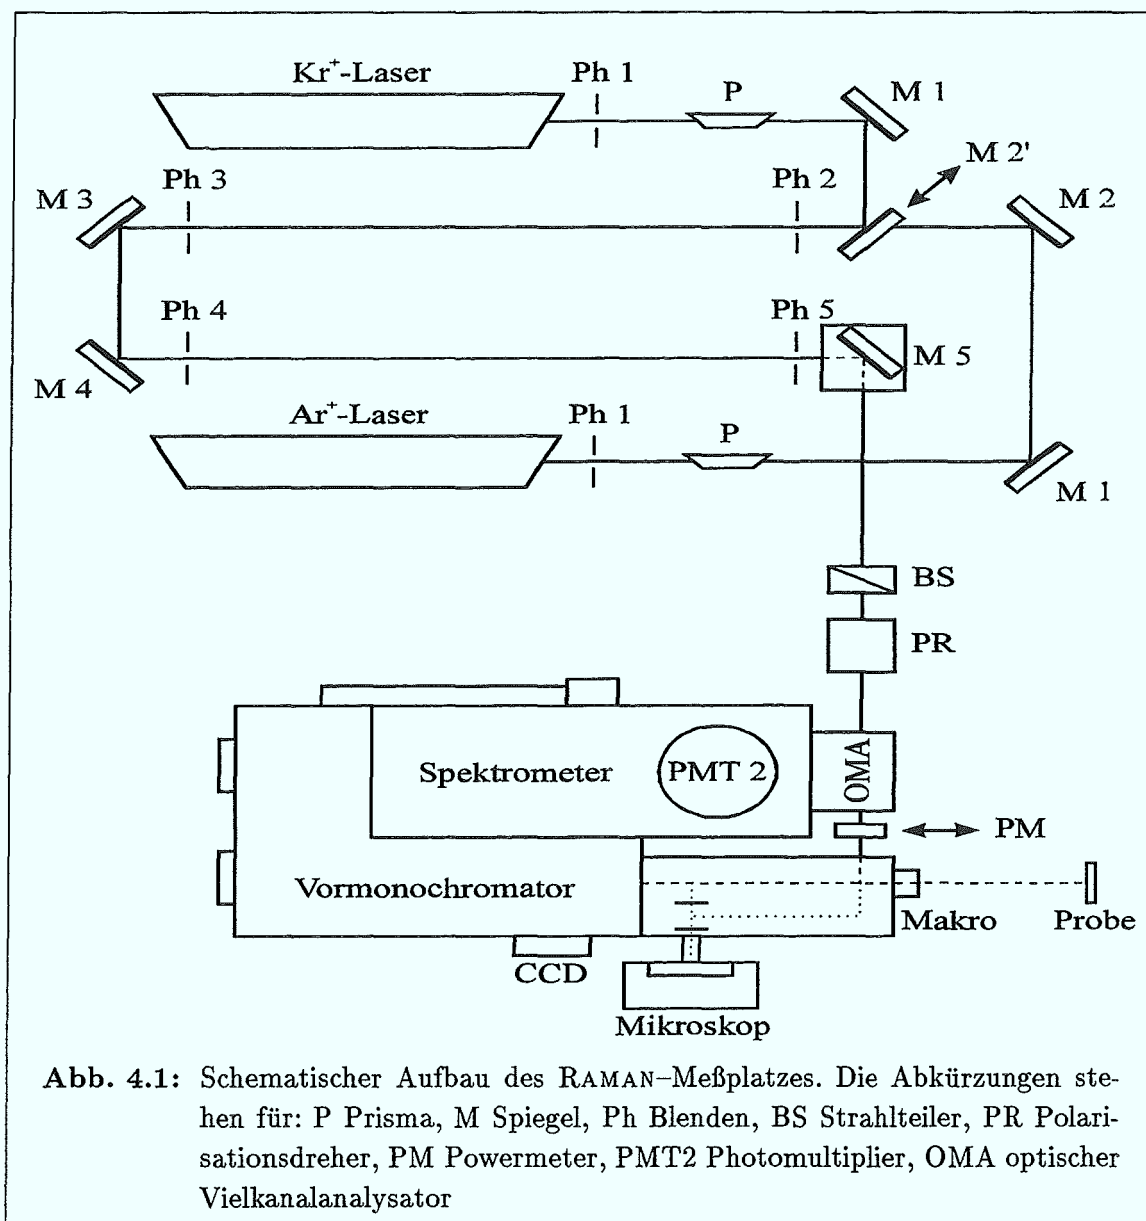 Kr⁺-Laser
Ph 1
P
M 1
M 2'
M 3
Ph 3
Ph 2
M 2
Ph 4
Ph 5
M 4
M 5
Ar⁺-Laser
Ph 1
P
M 1
BS
PR
Spektrometer
PMT 2
OMA
PM
Vormonochromator
Makro
Probe
CCD
Mikroskop
Abb. 4.1: Schematischer Aufbau des RAMAN–Meßplatzes. Die Abkürzungen ste-
hen für: P Prisma, M Spiegel, Ph Blenden, BS Strahlteiler, PR Polari-
sationsdreher, PM Powermeter, PMT2 Photomultiplier, OMA optischer
Vielkanalanalysator